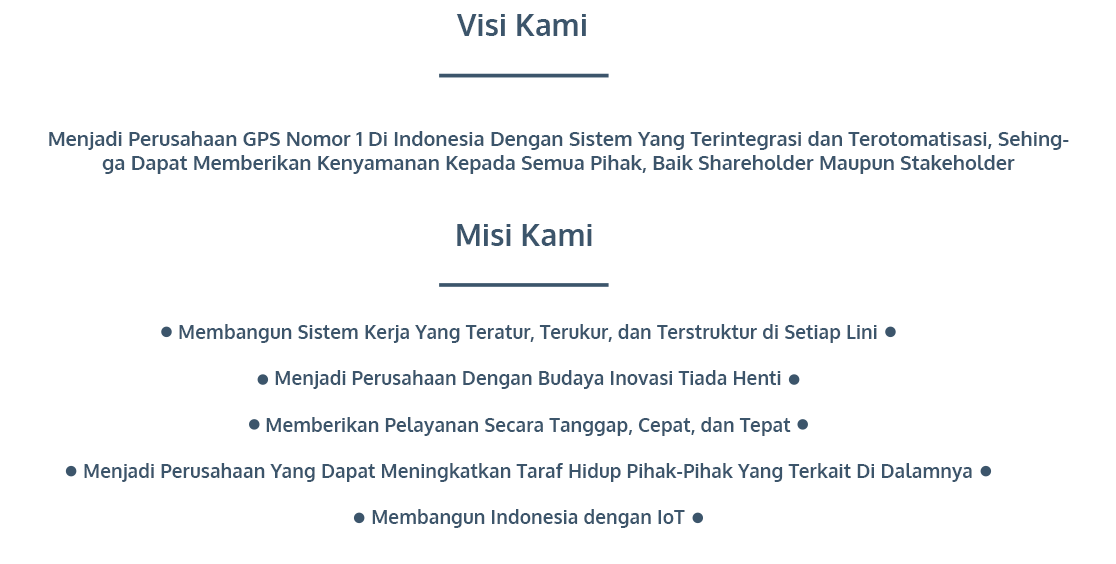 Visi Kami
Menjadi Perusahaan GPS Nomor 1 Di Indonesia Dengan Sistem Yang Terintegrasi dan Terotomatisasi, Sehing-
ga Dapat Memberikan Kenyamanan Kepada Semua Pihak, Baik Shareholder Maupun Stakeholder
Misi Kami
● Membangun Sistem Kerja Yang Teratur, Terukur, dan Terstruktur di Setiap Lini ●
● Menjadi Perusahaan Dengan Budaya Inovasi Tiada Henti ●
● Memberikan Pelayanan Secara Tanggap, Cepat, dan Tepat ●
● Menjadi Perusahaan Yang Dapat Meningkatkan Taraf Hidup Pihak-Pihak Yang Terkait Di Dalamnya ●
● Membangun Indonesia dengan IoT ●